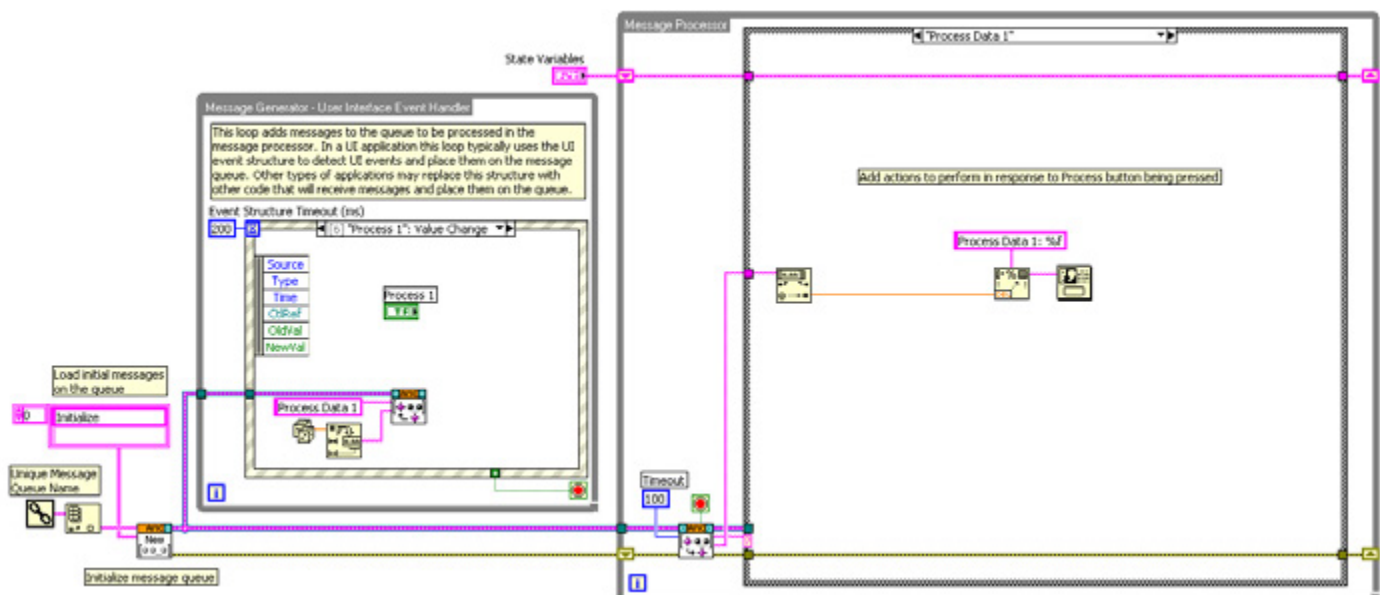 Message Processor
"Process Data 1"
State Variables
Message Generator - User Interface Event Handler
This loop adds messages to the queue to be processed in the
message processor. In a UI application this loop typically uses the UI
event structure to detect UI events and place them on the message
queue. Other types of applications may replace this structure with
other code that will receive messages and place them on the queue.
Event Structure Timeout (ms)
200
[6] "Process 1": Value Change
Source
Type
Time
CtlRef
OldVal
NewVal
Process 1
TF
Add actions to perform in response to Process button being pressed
Process Data 1: %f
Load initial messages
on the queue
0
Initialize
Process Data 1
Unique Message
Queue Name
i
Timeout
100
New
Initialize message queue
i